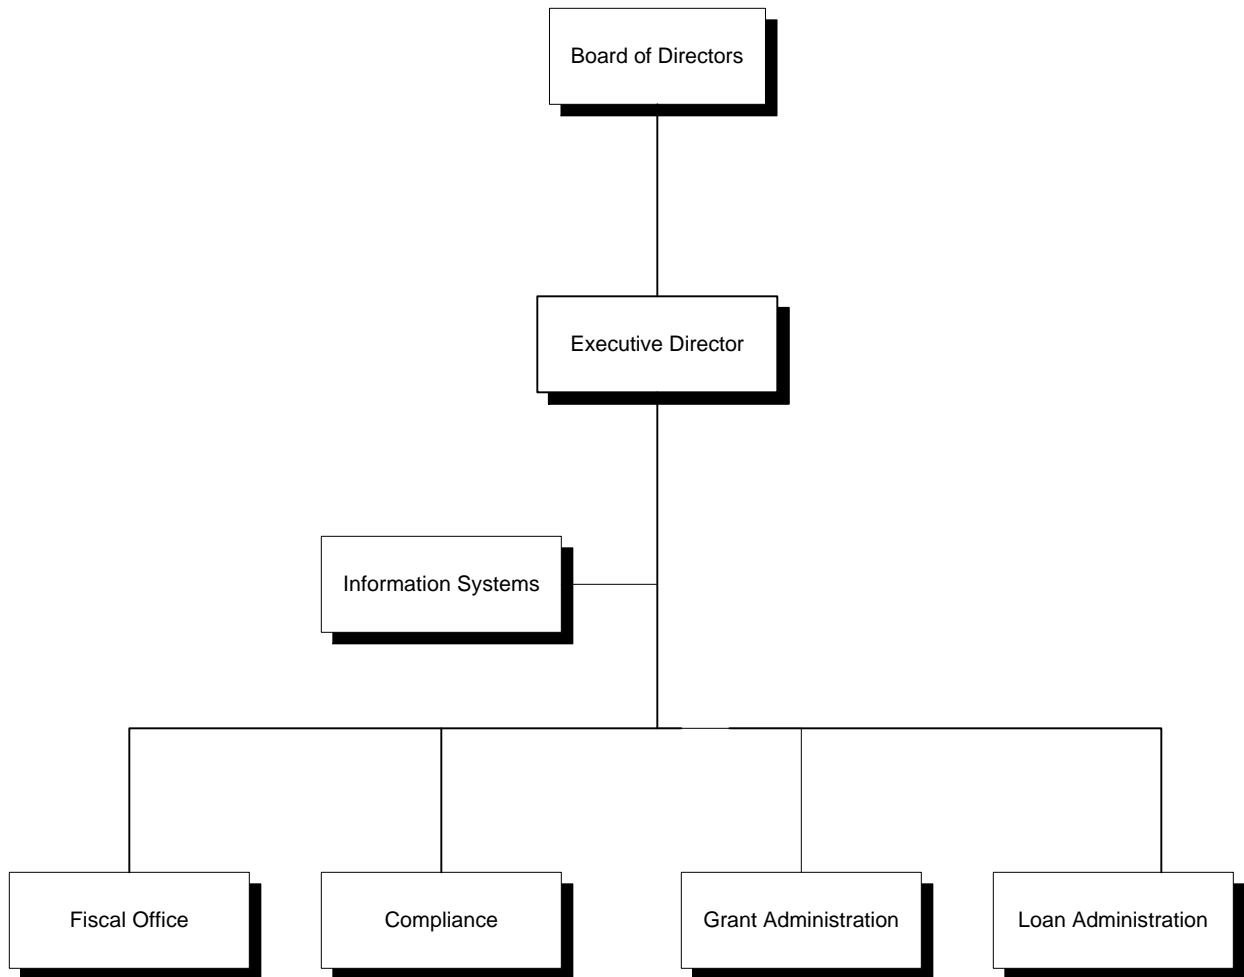 Board of Directors
Executive Director
Information Systems
Fiscal Office
Compliance
Grant Administration
Loan Administration